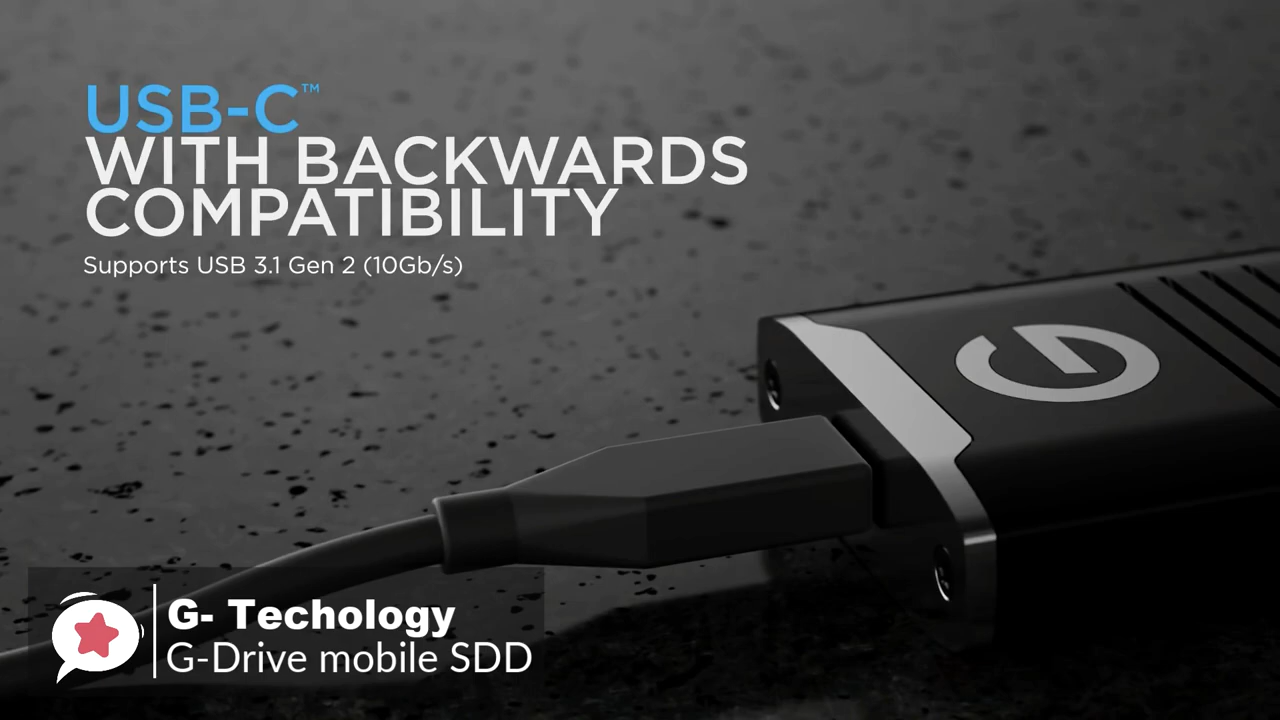 USB-C™
WITH BACKWARDS
COMPATIBILITY
Supports USB 3.1 Gen 2 (10Gb/s)
G- Techology
G-Drive mobile SDD